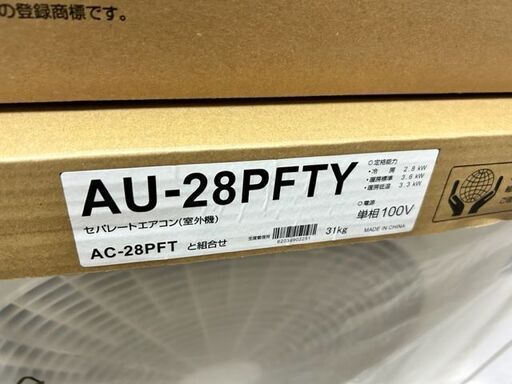 の登録商標です。
AU-28PFTY
セパレートエアコン(室外機)
AC-28PFT と組合せ
○定格能力
・冷 房 2.8 kW
・暖房標準 3.6 kW
・暖房低温 3.3 kW
○電源
単相100V
31kg
MADE IN CHINA